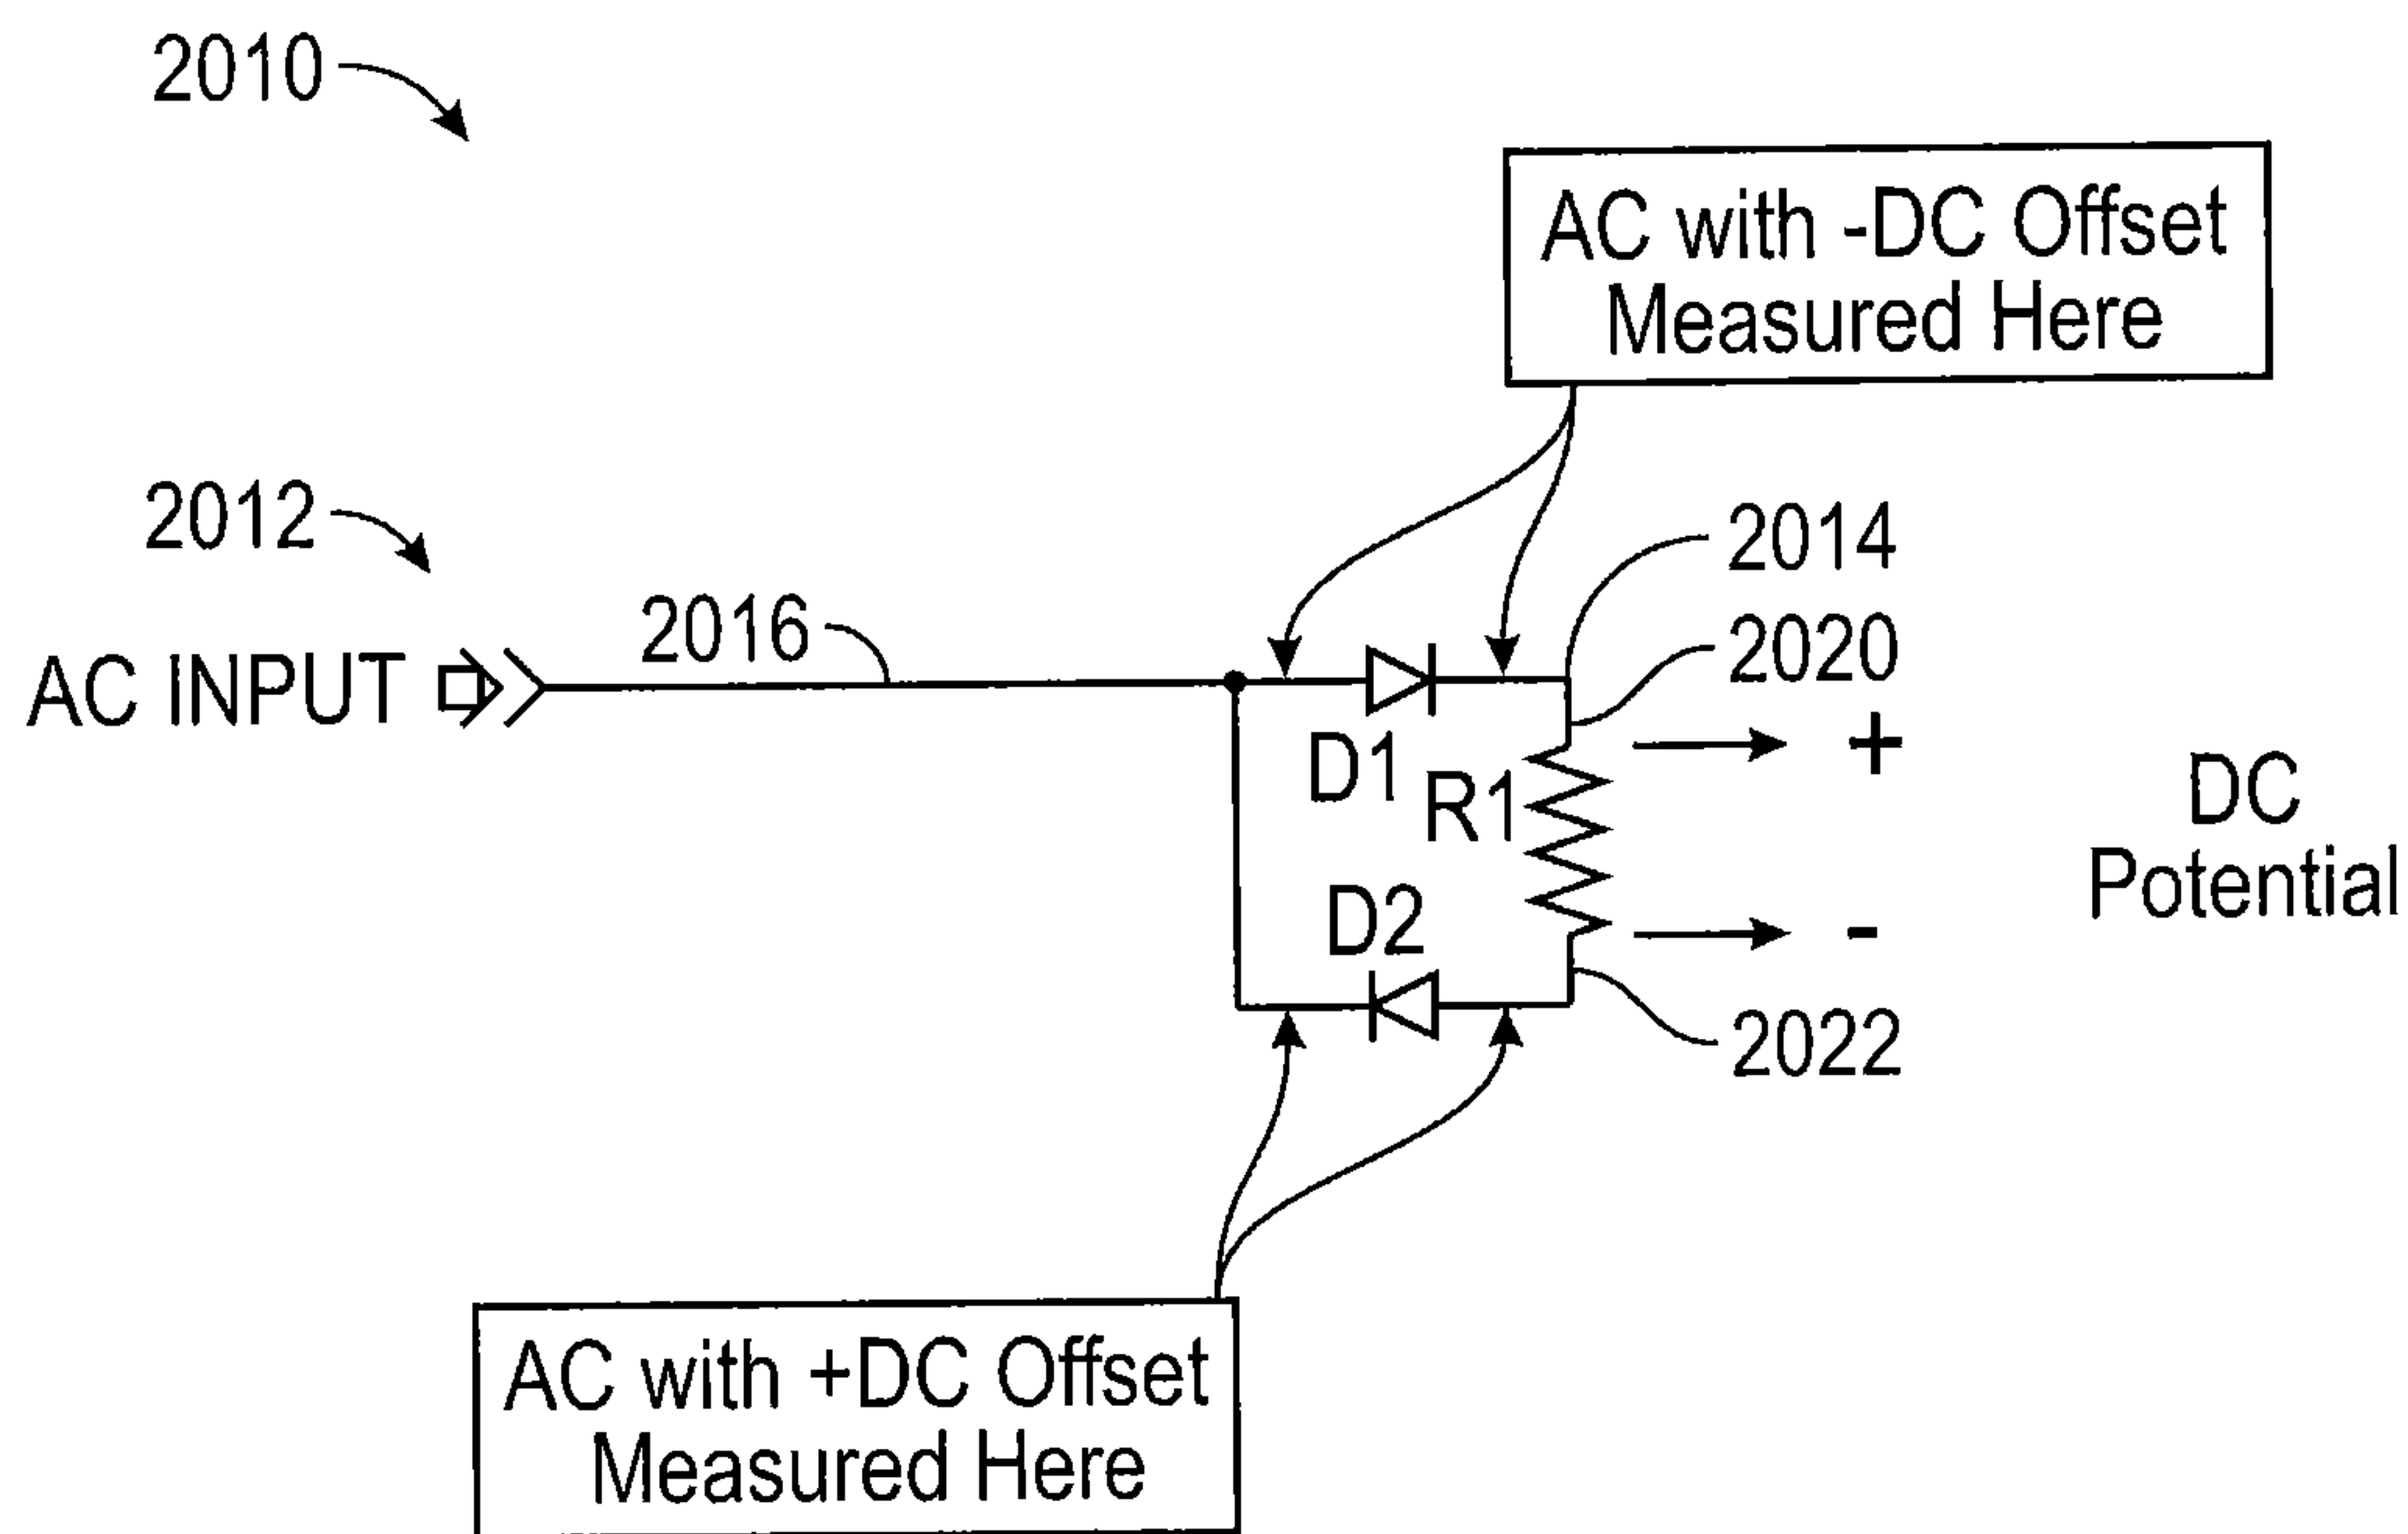 2010
AC with -DC Offset
Measured Here
2012
2014
2016
2020
AC INPUT
+
D1
R1
DC
Potential
D2
-
2022
AC with +DC Offset
Measured Here